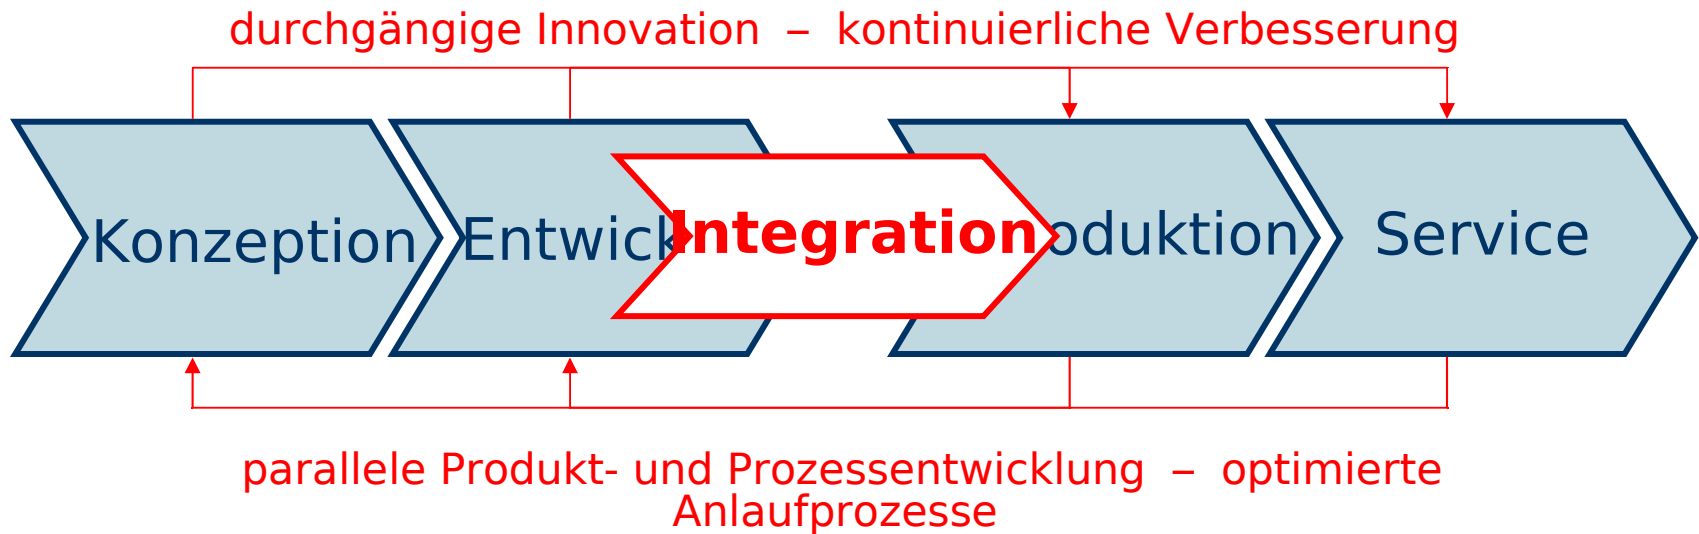 durchgängige Innovation – kontinuierliche Verbesserung
Konzeption
Entwick
Integration
oduktion
Service
parallele Produkt- und Prozessentwicklung – optimierte
Anlaufprozesse